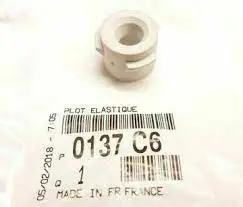 PLOT ELASTIQUE
P 0137 C6
Q 1
MADE IN FR FRANCE
05/02/2018 - 7:05